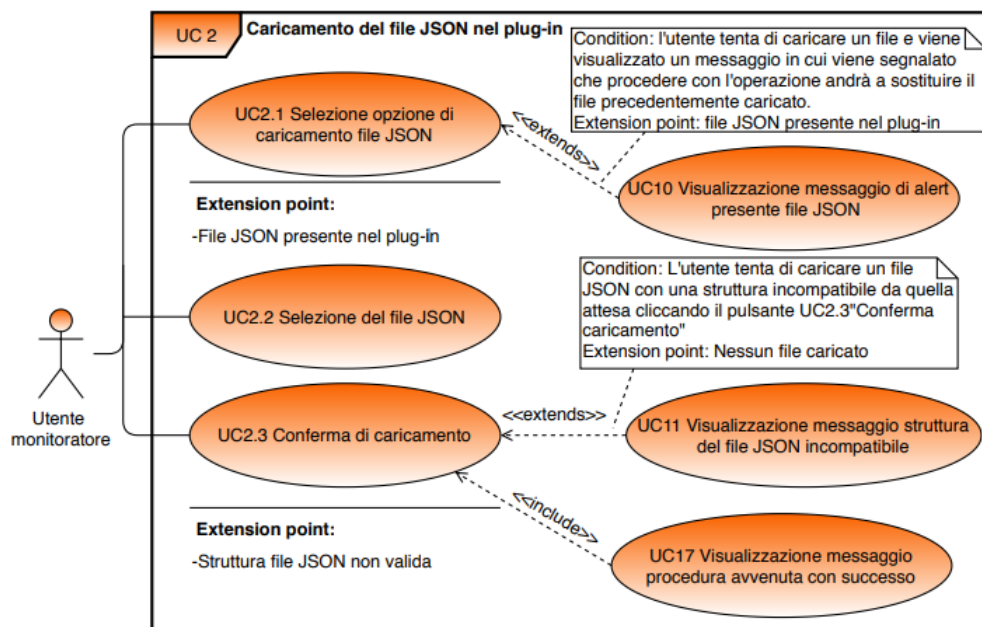 UC 2
Caricamento del file JSON nel plug-in
Condition: l'utente tenta di caricare un file e viene
visualizzato un messaggio in cui viene segnalato
che procedere con l'operazione andrà a sostituire il
file precedentemente caricato.
Extension point: file JSON presente nel plug-in
UC2.1 Selezione opzione di
caricamento file JSON
<<extends>>
UC10 Visualizzazione messaggio di alert
presente file JSON
Extension point:
-File JSON presente nel plug-in
Condition: L'utente tenta di caricare un file
JSON con una struttura incompatibile da quella
attesa cliccando il pulsante UC2.3"Conferma
caricamento"
Extension point: Nessun file caricato
UC2.2 Selezione del file JSON
Utente
monitoratore
UC2.3 Conferma di caricamento
<<extends>>
UC11 Visualizzazione messaggio struttura
del file JSON incompatibile
<<include>>
Extension point:
-Struttura file JSON non valida
UC17 Visualizzazione messaggio
procedura avvenuta con successo